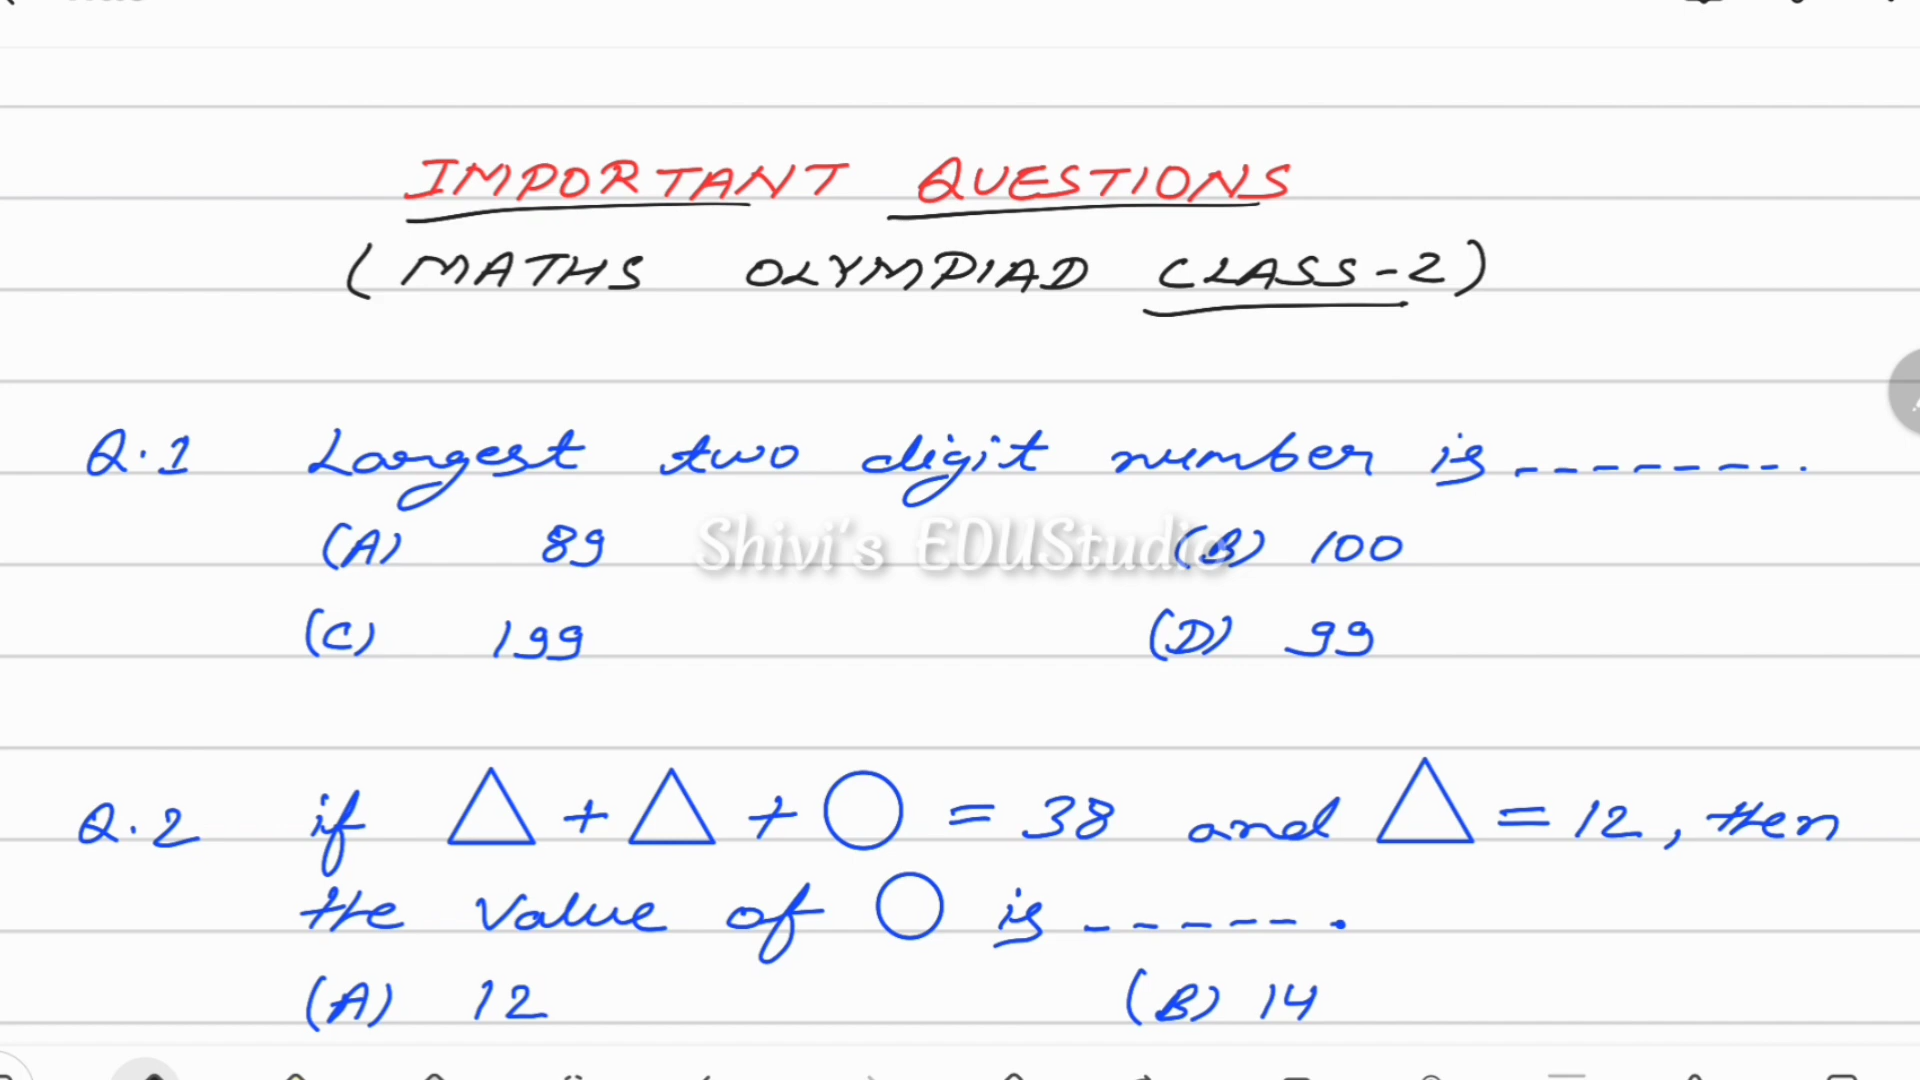 IMPORTANT QUESTIONS
(MATHS OLYMPIAD CLASS-2)
Q.1 Largest two digit number is --------.
(A) 89 (B) 100
Shivi's EDUStudio
(C) 199 (D) 99
Q.2 if △ + △ + ○ = 38 and △ = 12, then
the value of ○ is ------.
(A) 12 (B) 14